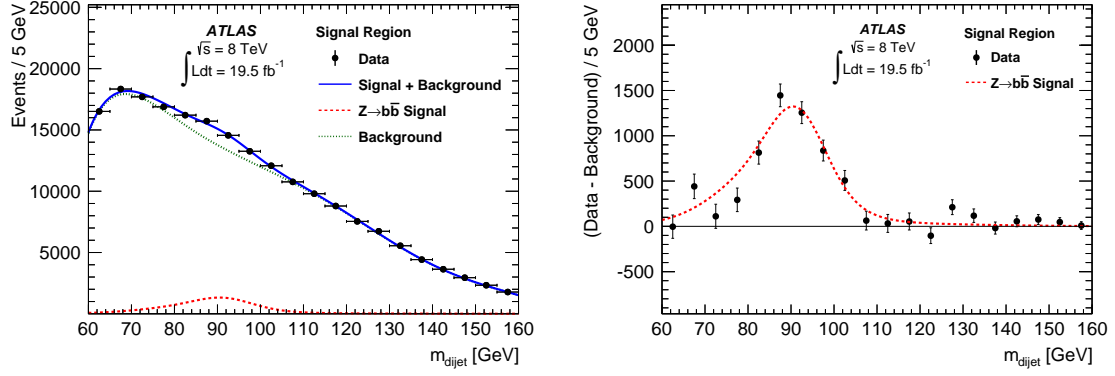 Events / 5 GeV
25000
20000
15000
10000
5000
ATLAS
√s = 8 TeV
∫ Ldt = 19.5 fb⁻¹
Signal Region
Data
Signal + Background
Z→bb̅ Signal
Background
60 70 80 90 100 110 120 130 140 150 160
m_dijet [GeV]
(Data - Background) / 5 GeV
2000
1500
1000
500
0
-500
ATLAS
√s = 8 TeV
∫ Ldt = 19.5 fb⁻¹
Signal Region
Data
Z→bb̅ Signal
60 70 80 90 100 110 120 130 140 150 160
m_dijet [GeV]